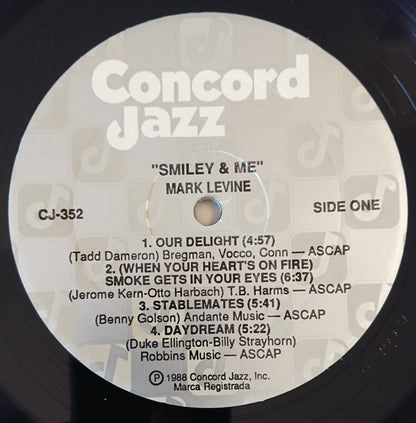 Concord
Jazz
"SMILEY & ME"
MARK LEVINE
CJ-352
SIDE ONE
1. OUR DELIGHT (4:57)
(Tadd Dameron) Bregman, Vocco, Conn — ASCAP
2. (WHEN YOUR HEART'S ON FIRE)
SMOKE GETS IN YOUR EYES (6:37)
(Jerome Kern-Otto Harbach) T.B. Harms — ASCAP
3. STABLEMATES (5:41)
(Benny Golson) Andante Music — ASCAP
4. DAYDREAM (5:22)
(Duke Ellington-Billy Strayhorn)
Robbins Music — ASCAP
℗ 1988 Concord Jazz, Inc.
Marca Registrada